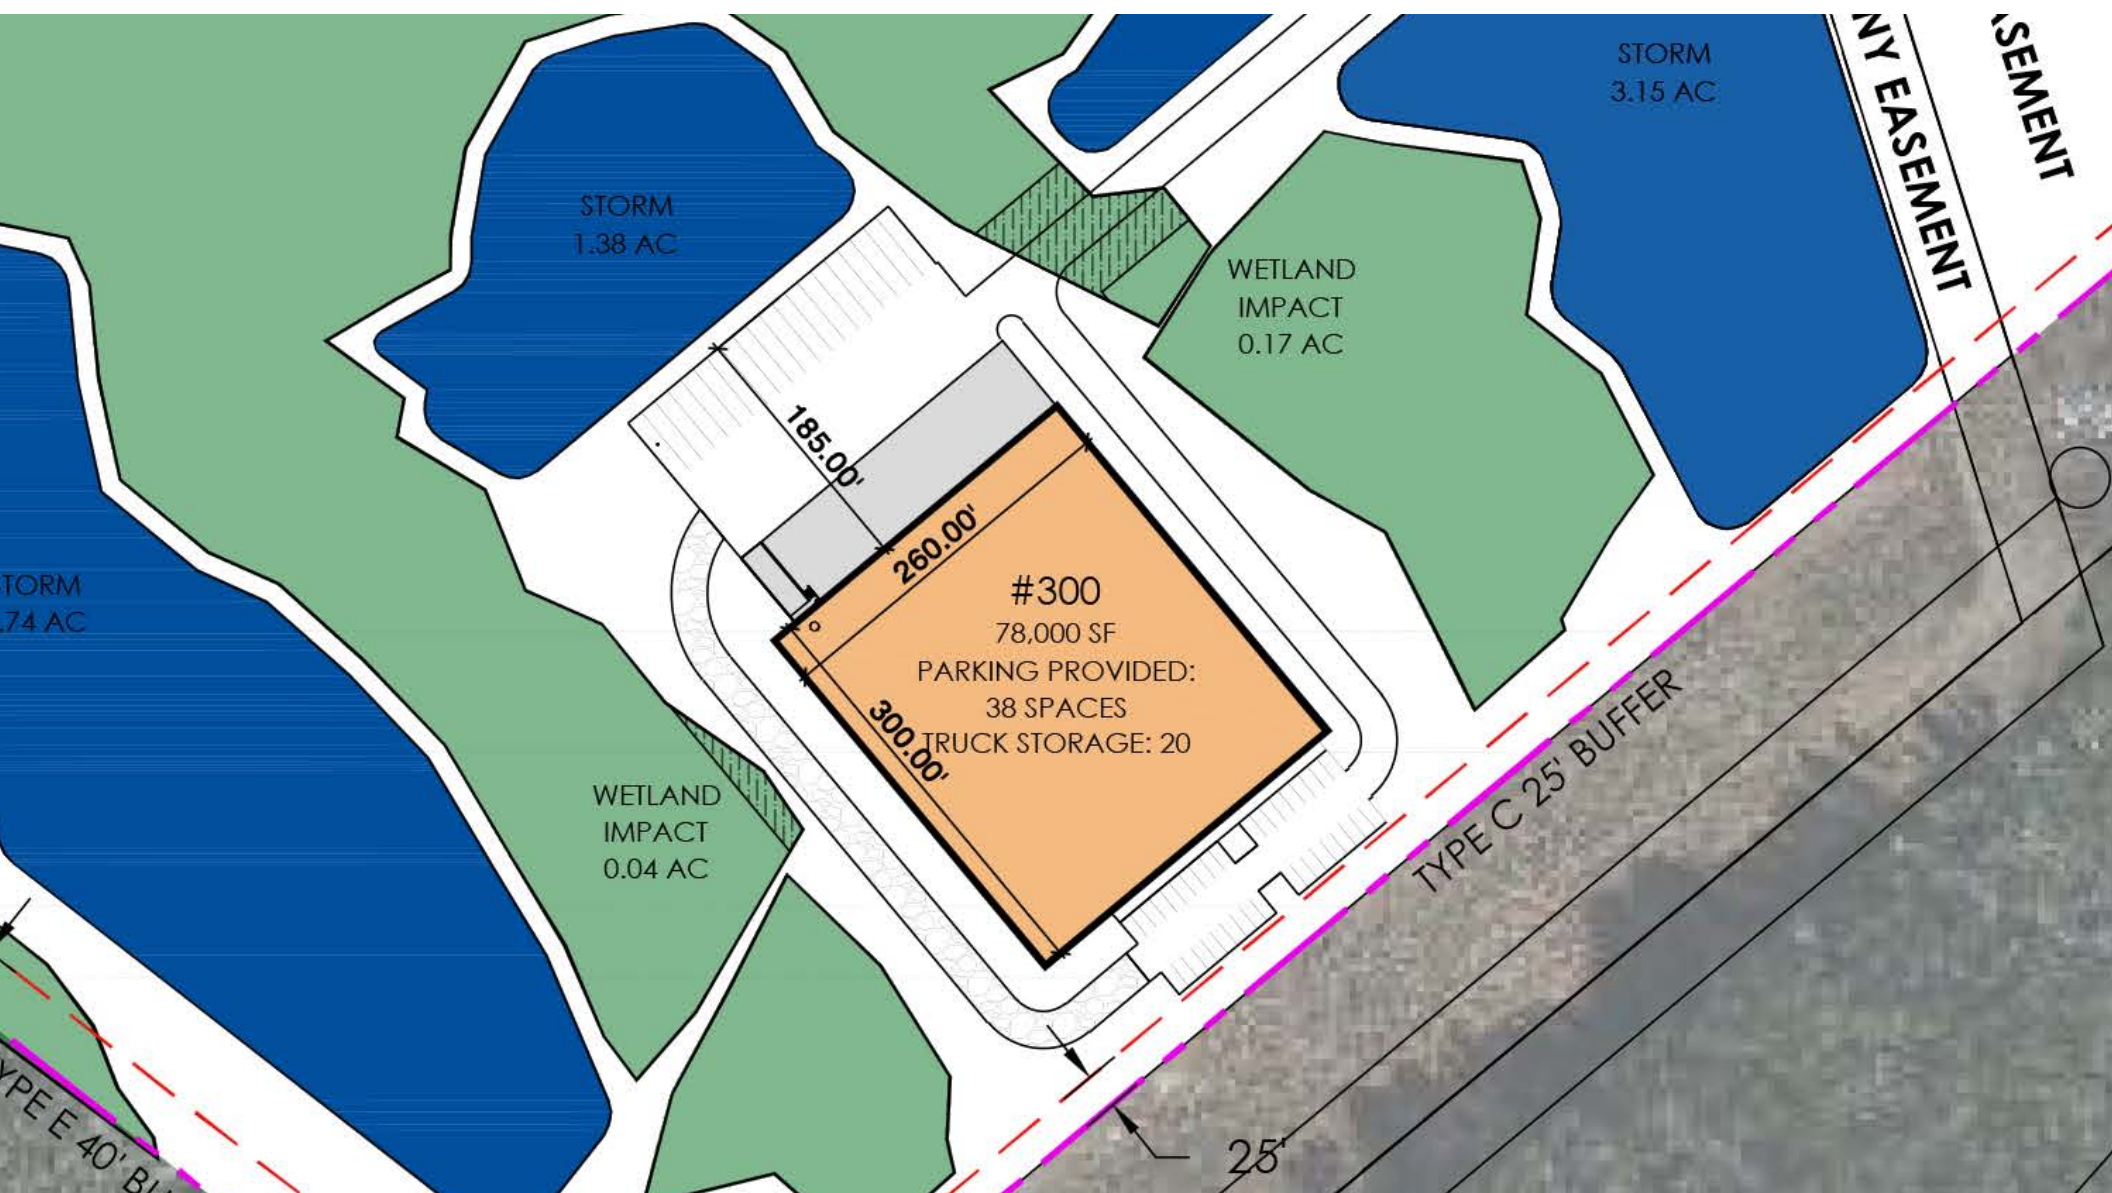 STORM
3.15 AC
NY EASEMENT
ASEMENT
STORM
1.38 AC
WETLAND
IMPACT
0.17 AC
185.00'
260.00'
#300
78,000 SF
PARKING PROVIDED:
38 SPACES
TRUCK STORAGE: 20
300.00'
TORM
.74 AC
WETLAND
IMPACT
0.04 AC
TYPE C 25' BUFFER
25'
YPE E 40' BU